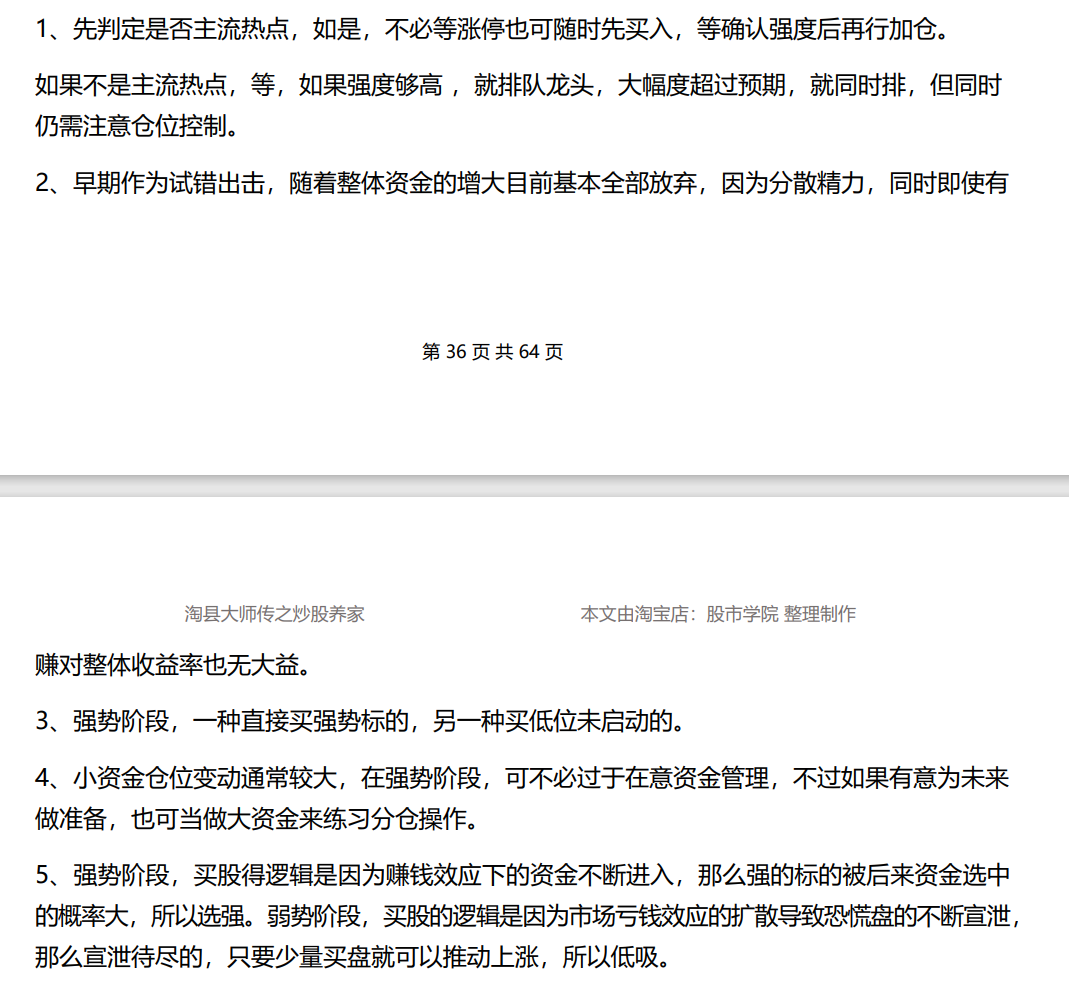 1、先判定是否主流热点，如是，不必等涨停也可随时先买入，等确认强度后再行加仓。
如果不是主流热点，等，如果强度够高 ，就排队龙头，大幅度超过预期，就同时排，但同时
仍需注意仓位控制。
2、早期作为试错出击，随着整体资金的增大目前基本全部放弃，因为分散精力，同时即使有
第 36 页 共 64 页
淘县大师传之炒股养家 本文由淘宝店：股市学院 整理制作
赚对整体收益率也无大益。
3、强势阶段，一种直接买强势标的，另一种买低位未启动的。
4、小资金仓位变动通常较大，在强势阶段，可不必过于在意资金管理，不过如果有意为未来
做准备，也可当做大资金来练习分仓操作。
5、强势阶段，买股得逻辑是因为赚钱效应下的资金不断进入，那么强的标的被后来资金选中
的概率大，所以选强。弱势阶段，买股的逻辑是因为市场亏钱效应的扩散导致恐慌盘的不断宣泄，
那么宣泄待尽的，只要少量买盘就可以推动上涨，所以低吸。